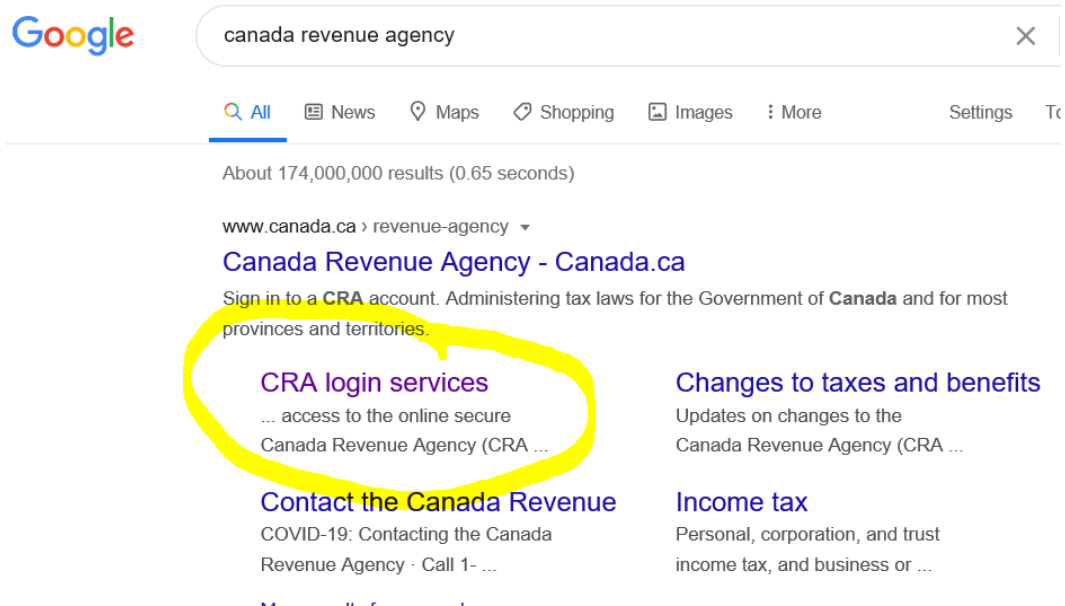 Google
canada revenue agency
All News Maps Shopping Images More Settings
About 174,000,000 results (0.65 seconds)
www.canada.ca › revenue-agency
Canada Revenue Agency - Canada.ca
Sign in to a CRA account. Administering tax laws for the Government of Canada and for most
provinces and territories.
CRA login services
... access to the online secure
Canada Revenue Agency (CRA ...
Changes to taxes and benefits
Updates on changes to the
Canada Revenue Agency (CRA ...
Contact the Canada Revenue
COVID-19: Contacting the Canada
Revenue Agency · Call 1- ...
Income tax
Personal, corporation, and trust
income tax, and business or ...